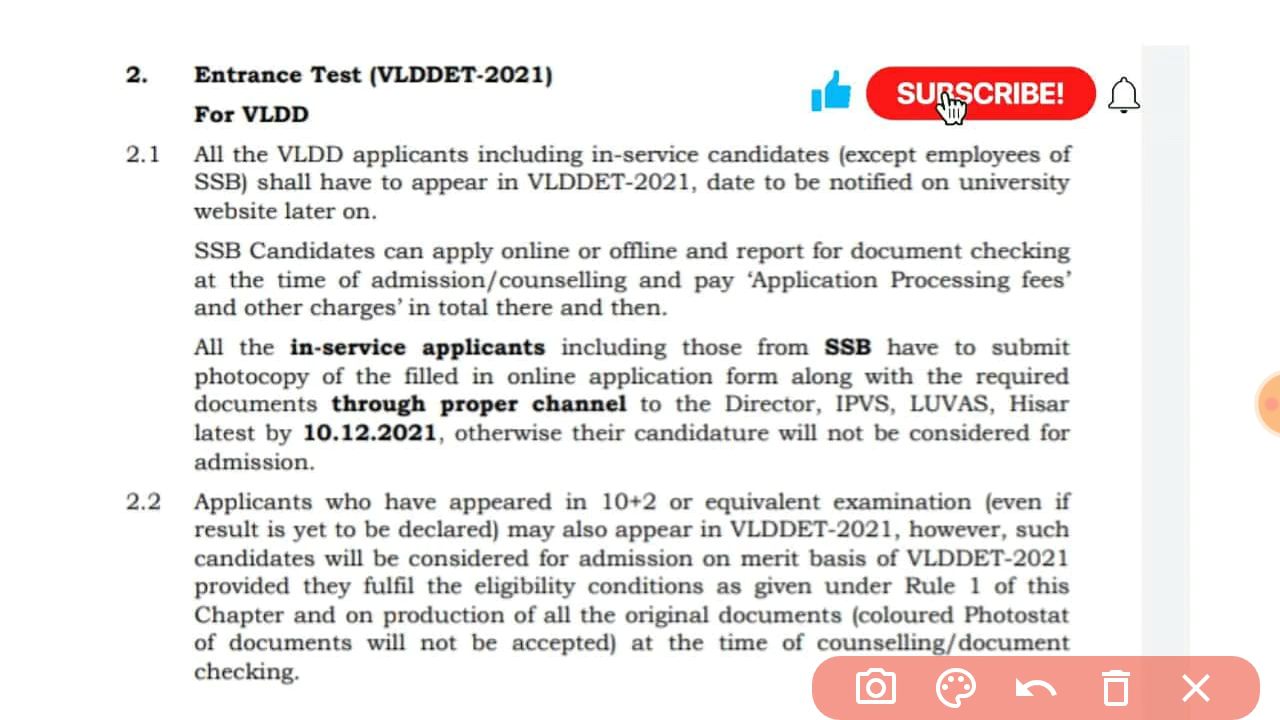 2. Entrance Test (VLDDET-2021)
SUBSCRIBE!
For VLDD
2.1 All the VLDD applicants including in-service candidates (except employees of
SSB) shall have to appear in VLDDET-2021, date to be notified on university
website later on.
SSB Candidates can apply online or offline and report for document checking
at the time of admission/counselling and pay ‘Application Processing fees’
and other charges’ in total there and then.
All the in-service applicants including those from SSB have to submit
photocopy of the filled in online application form along with the required
documents through proper channel to the Director, IPVS, LUVAS, Hisar
latest by 10.12.2021, otherwise their candidature will not be considered for
admission.
2.2 Applicants who have appeared in 10+2 or equivalent examination (even if
result is yet to be declared) may also appear in VLDDET-2021, however, such
candidates will be considered for admission on merit basis of VLDDET-2021
provided they fulfil the eligibility conditions as given under Rule 1 of this
Chapter and on production of all the original documents (coloured Photostat
of documents will not be accepted) at the time of counselling/document
checking.